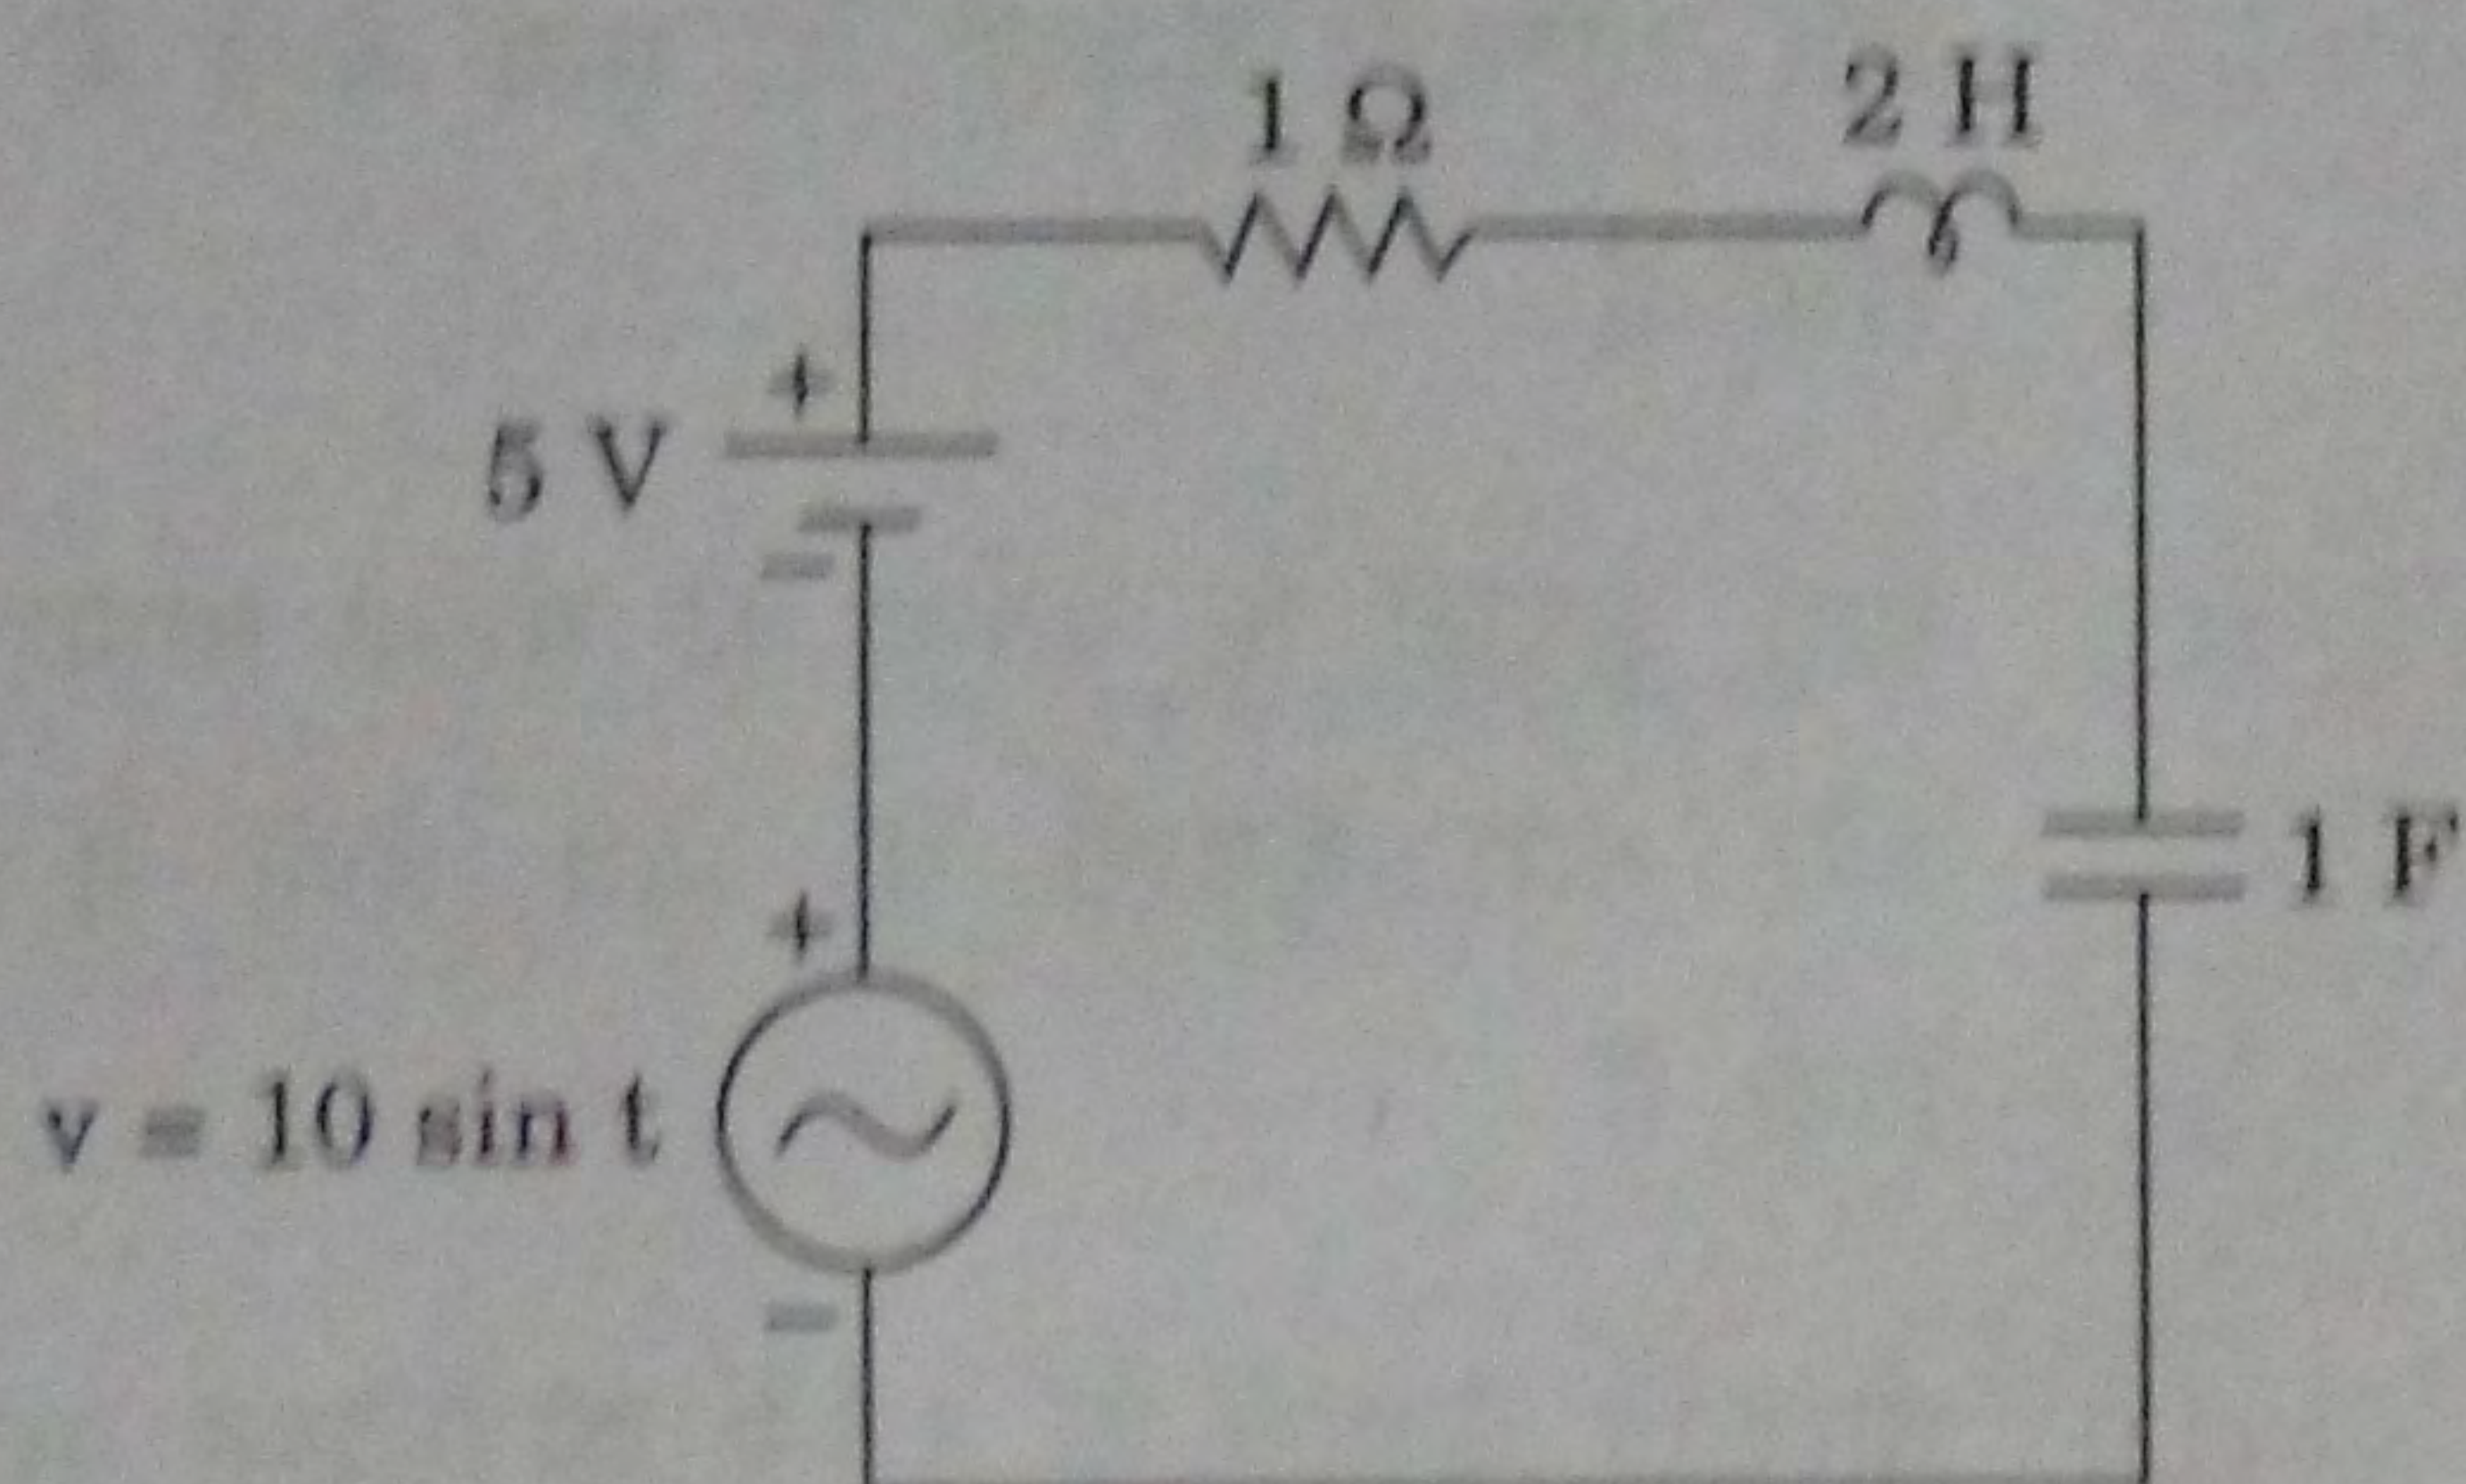 1 Ω
2 H
+
5 V
−
+
1 F
v = 10 sin t
−